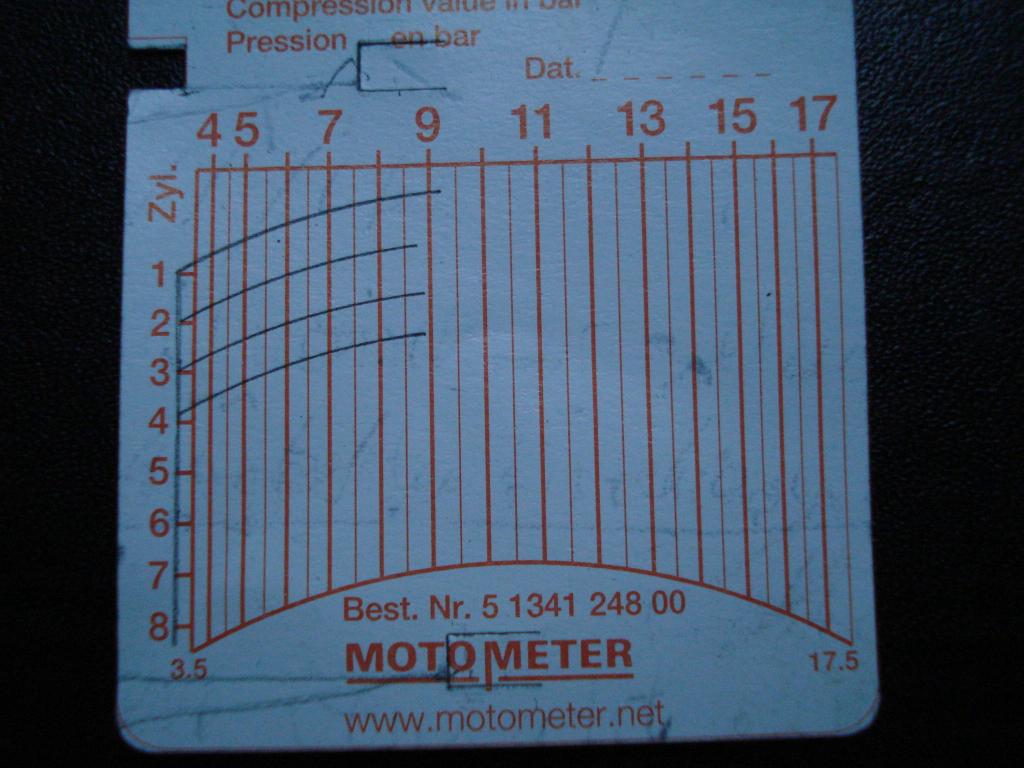 Compression value in bar
Pression en bar
Dat. _ _ _ _ _ _ _
4 5 7 9 11 13 15 17
Zyl.
1
2
3
4
5
6
7
8
3.5
17.5
Best. Nr. 5 1341 248 00
MOTOMETER
www.motometer.net